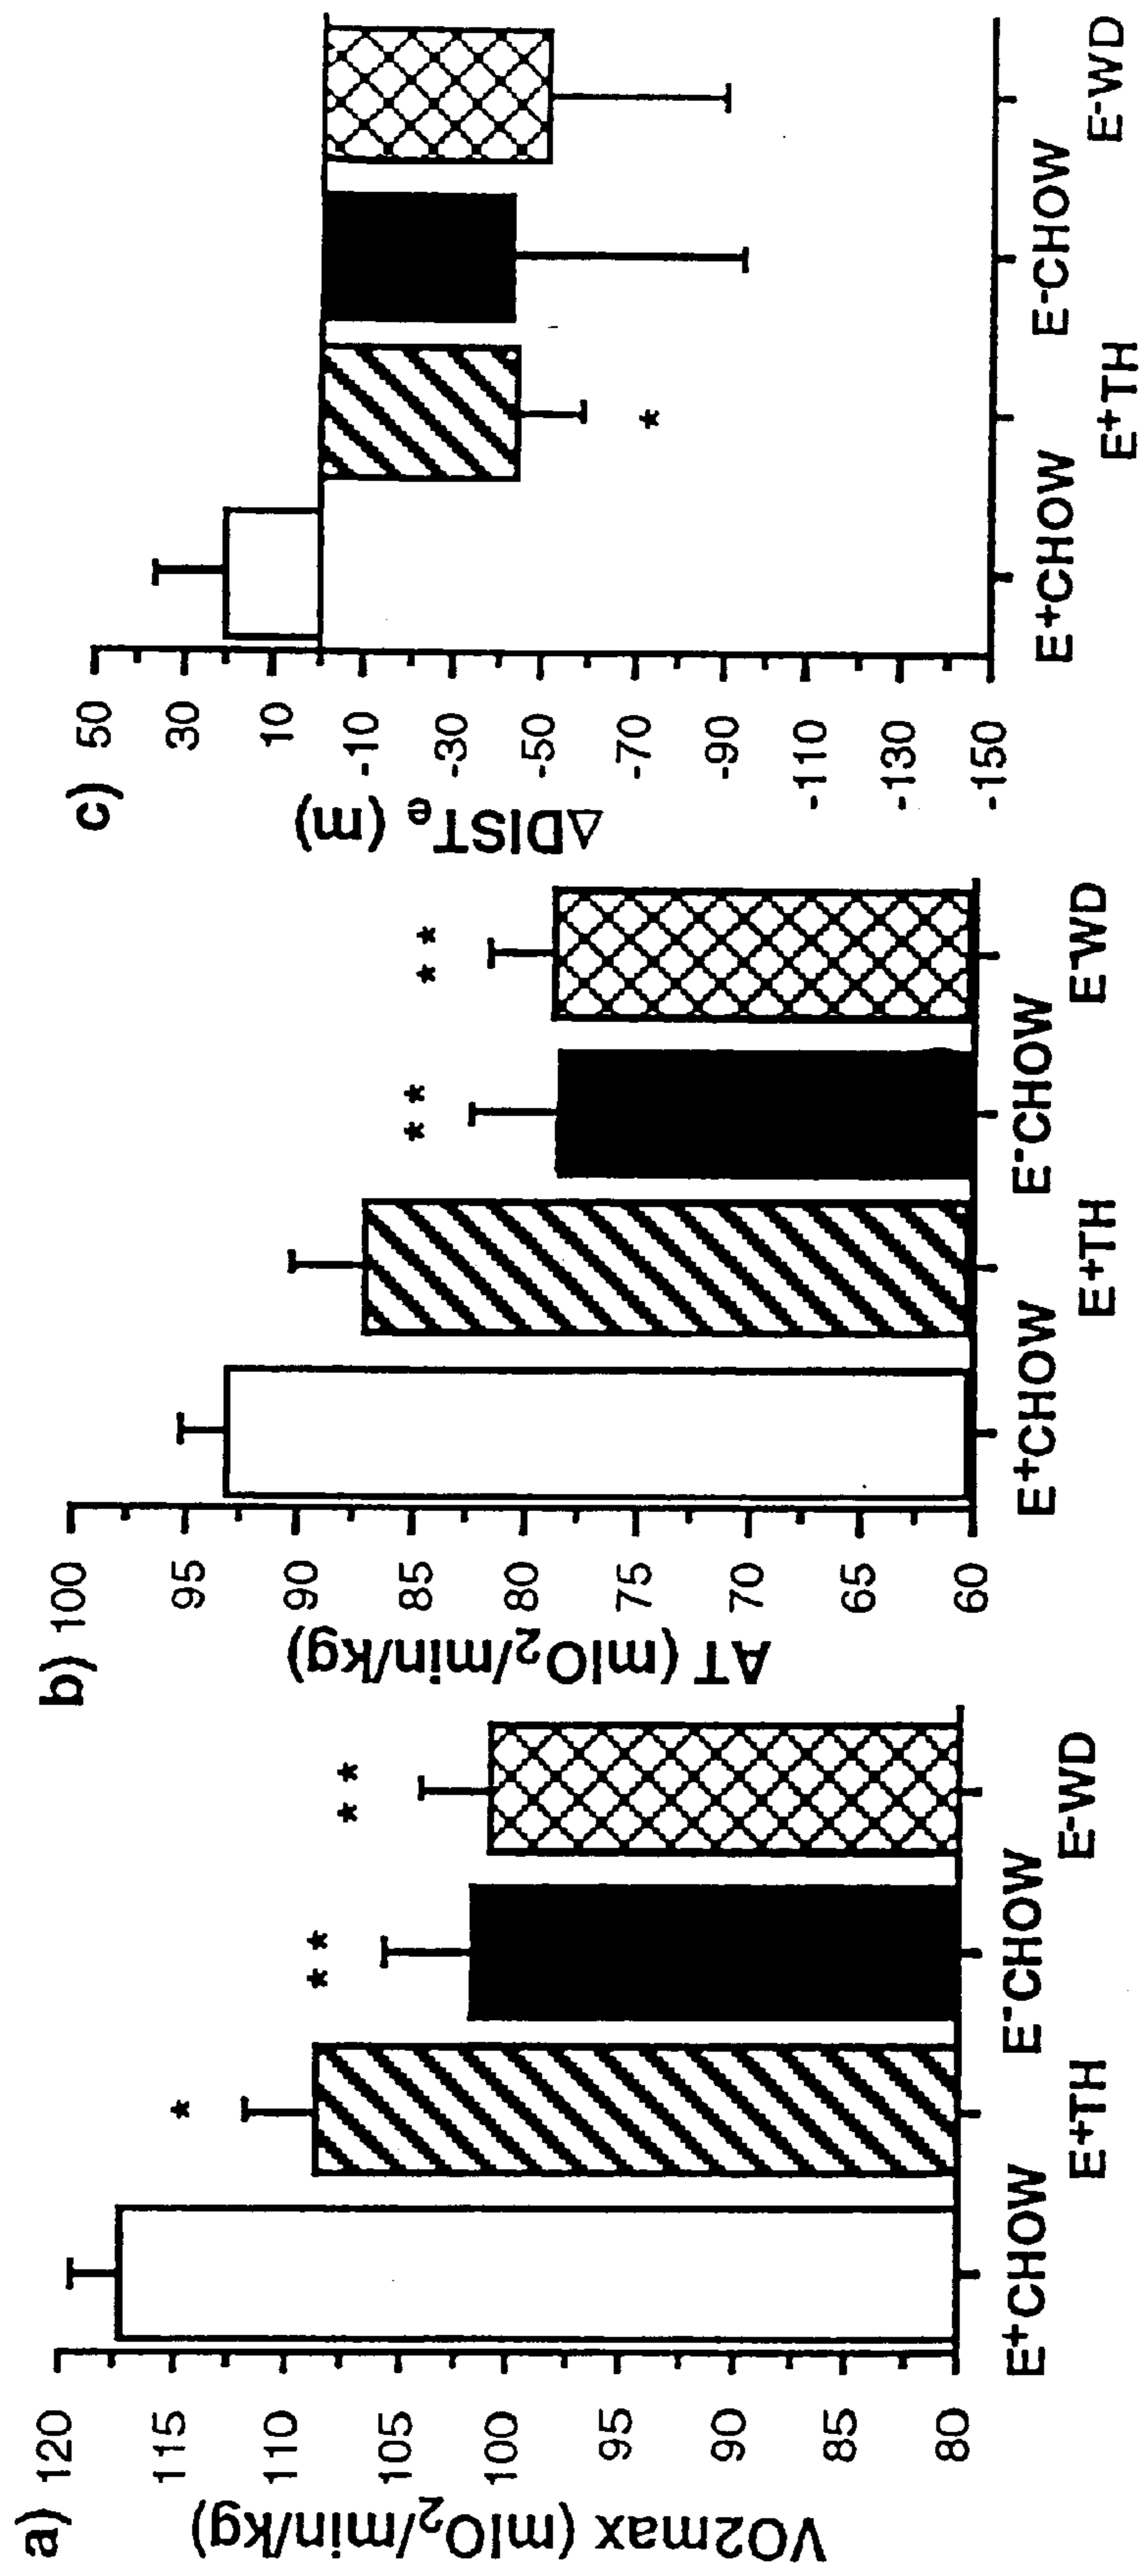 a)
VO2max (mlO₂/min/kg)
120
115
110
105
100
95
90
85
80
*
* *
* *
E⁺CHOW
E⁺TH
E⁻CHOW
E⁻WD
b)
AT (mlO₂/min/kg)
100
95
90
85
80
75
70
65
60
* *
* *
E⁺CHOW
E⁺TH
E⁻CHOW
E⁻WD
c)
ΔDISTₑ (m)
50
30
10
-10
-30
-50
-70
-90
-110
-130
-150
*
E⁺CHOW
E⁺TH
E⁻CHOW
E⁻WD